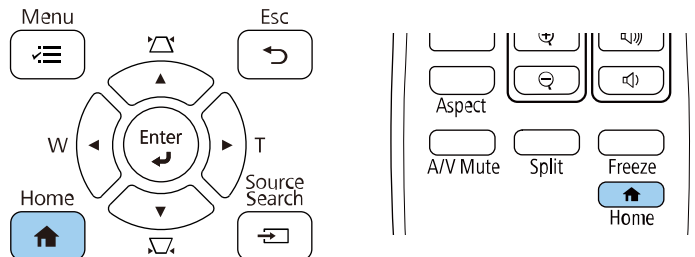 Menu
Esc
W
Enter
T
Home
Source
Search
Aspect
A/V Mute
Split
Freeze
Home